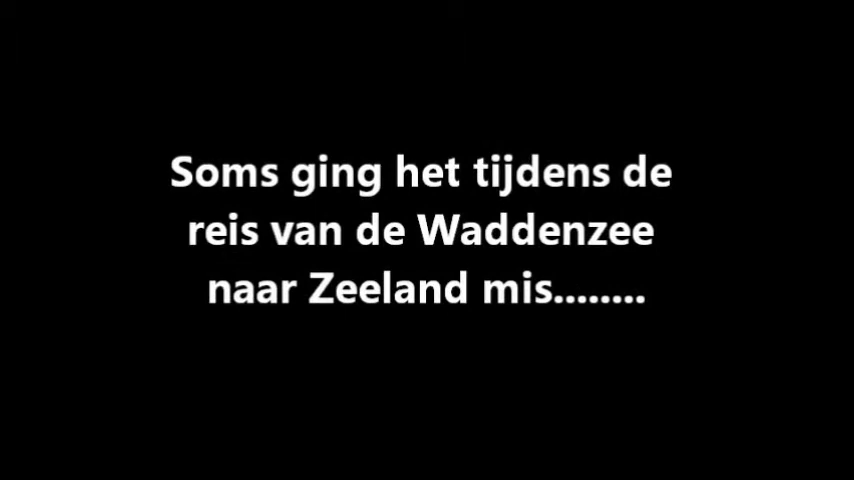 Soms ging het tijdens de
reis van de Waddenzee
naar Zeeland mis........